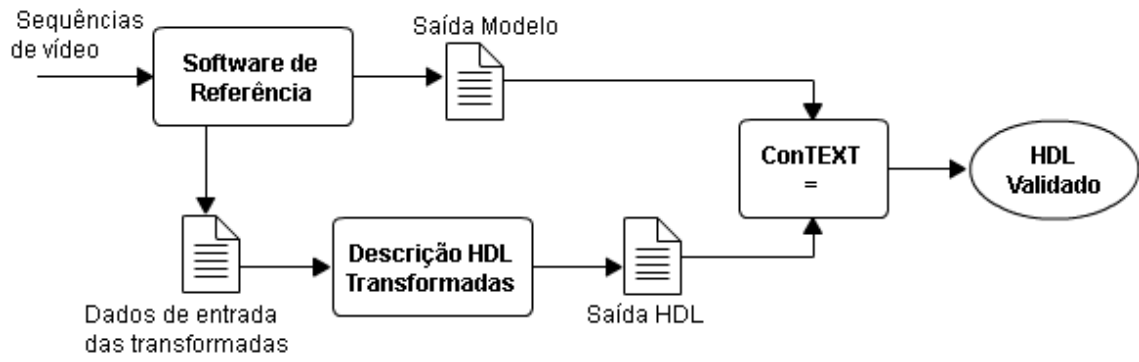 Sequências
de vídeo
Software de
Referência
Saída Modelo
ConTEXT
=
HDL
Validado
Dados de entrada
das transformadas
Descrição HDL
Transformadas
Saída HDL